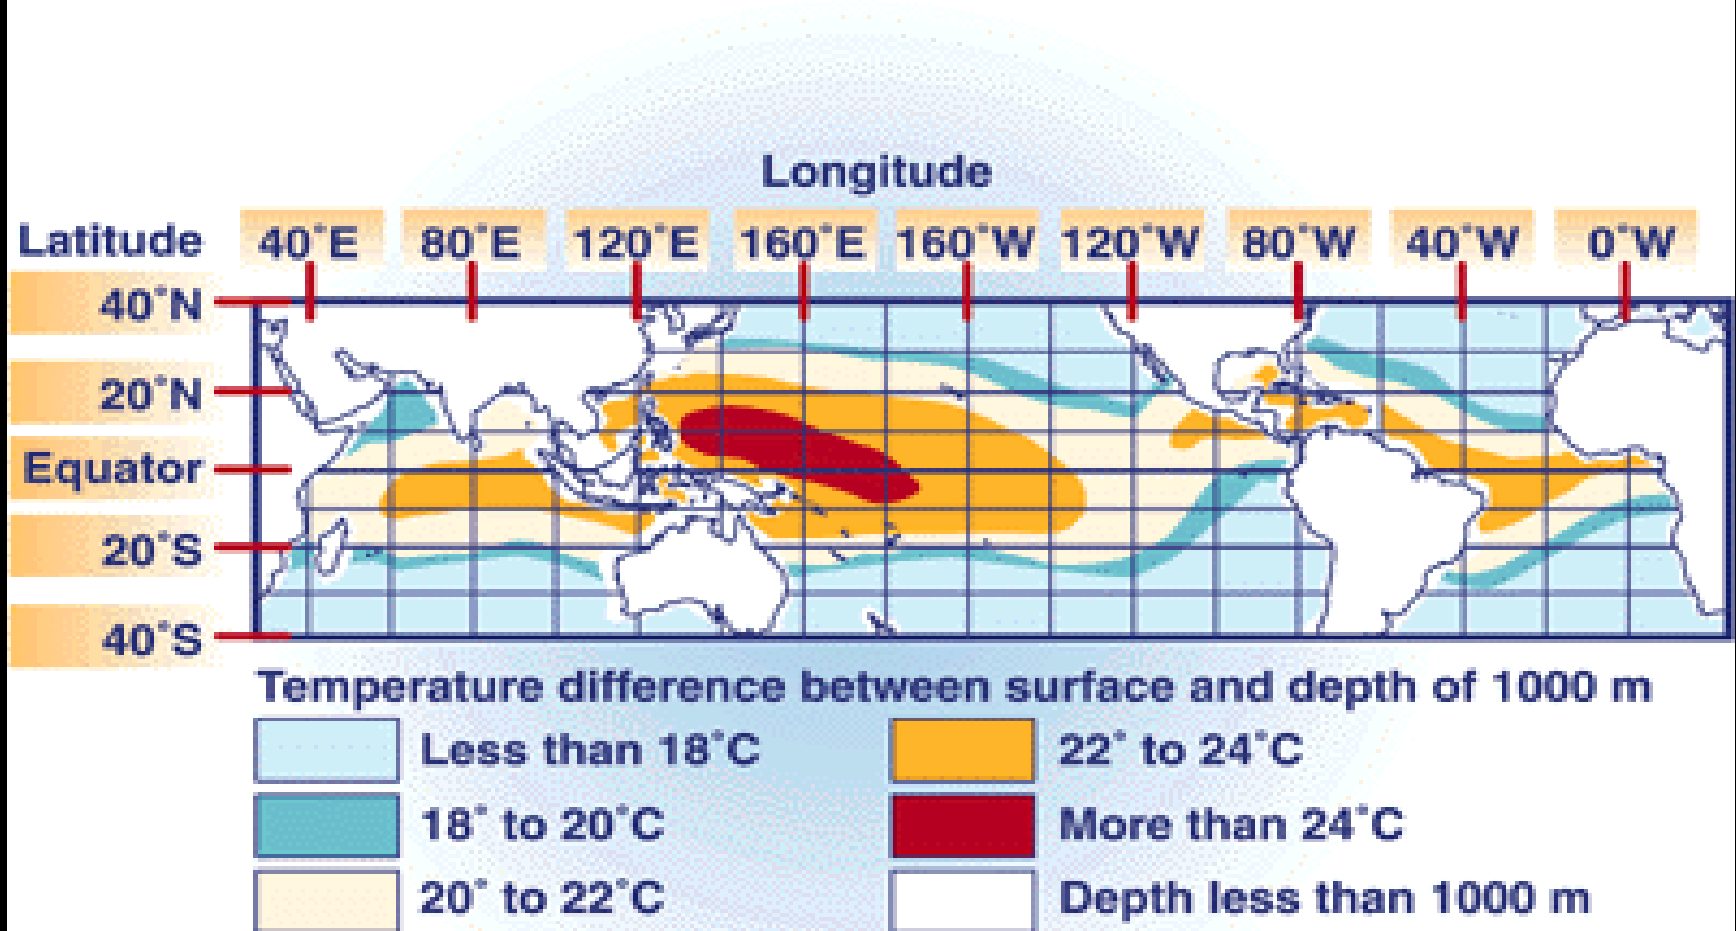 Longitude
Latitude 40˚E 80˚E 120˚E 160˚E 160˚W 120˚W 80˚W 40˚W 0˚W
40˚N
20˚N
Equator
20˚S
40˚S
Temperature difference between surface and depth of 1000 m
Less than 18˚C 22˚ to 24˚C
18˚ to 20˚C More than 24˚C
20˚ to 22˚C Depth less than 1000 m